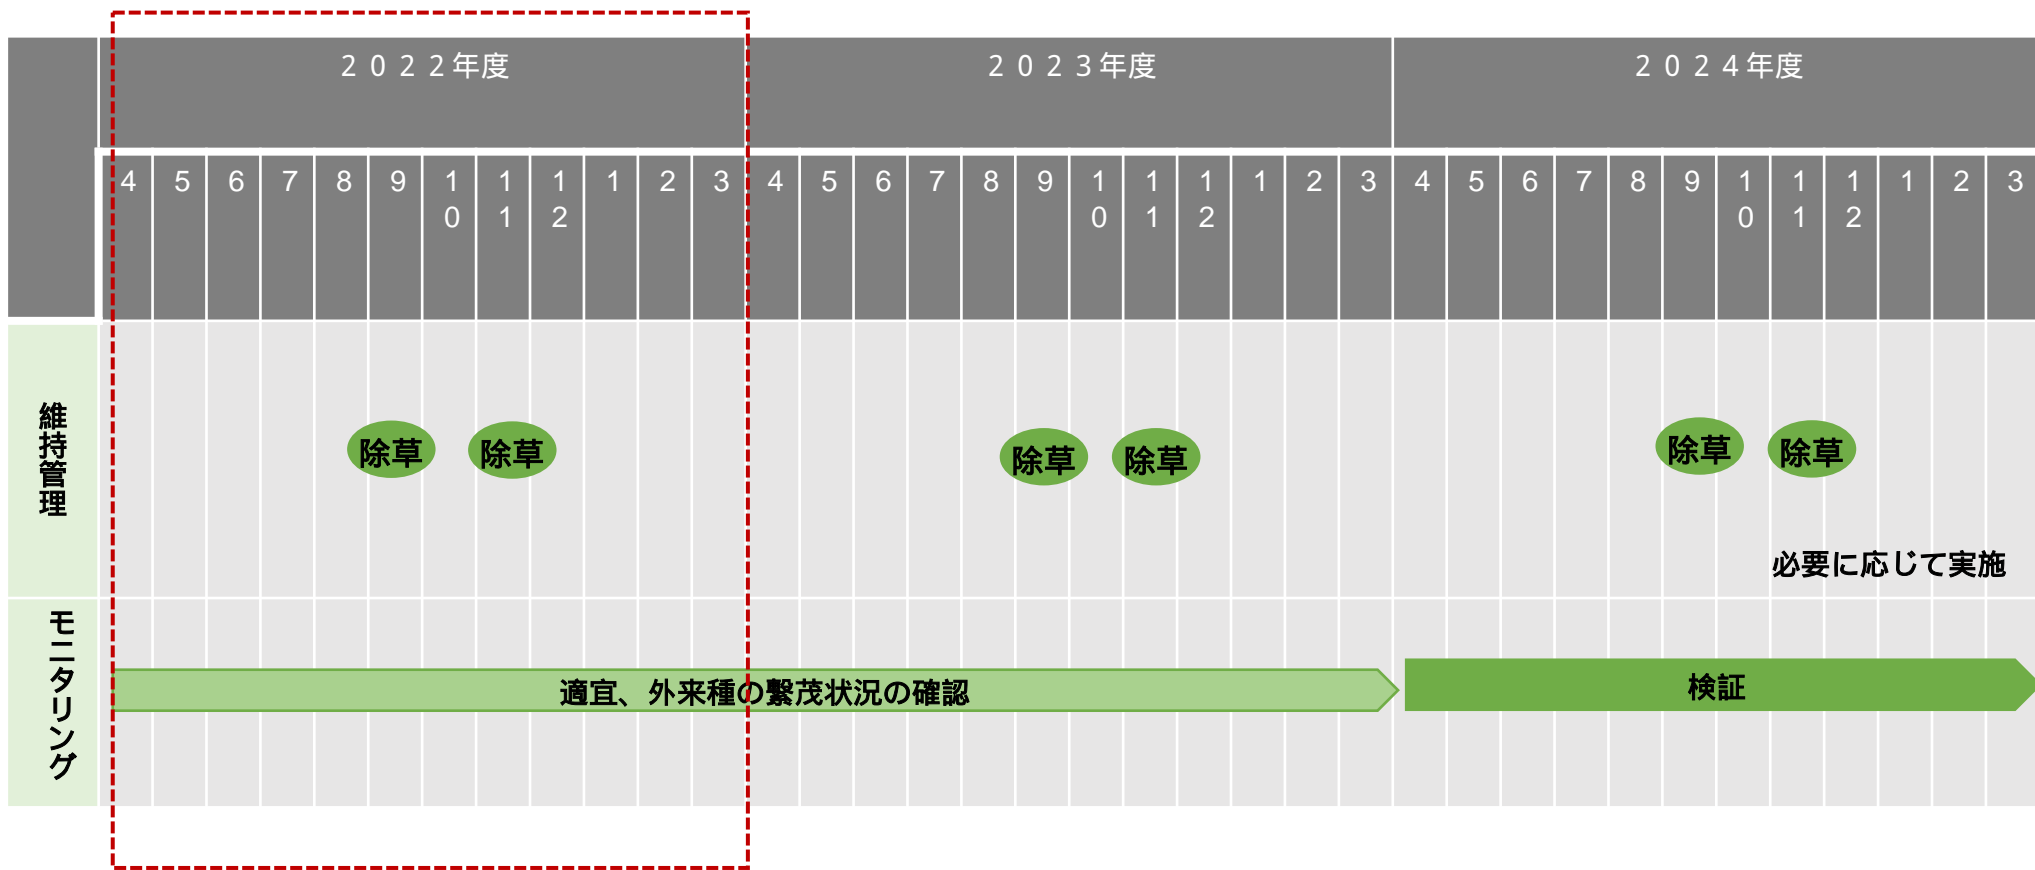 ２０２２年度 ２０２３年度 ２０２４年度
4 5 6 7 8 9 10 11 12 1 2 3 4 5 6 7 8 9 10 11 12 1 2 3 4 5 6 7 8 9 10 11 12 1 2 3
維持管理
除草 除草 除草 除草 除草 除草
必要に応じて実施
モニタリング
適宜、外来種の繋茂状況の確認
検証